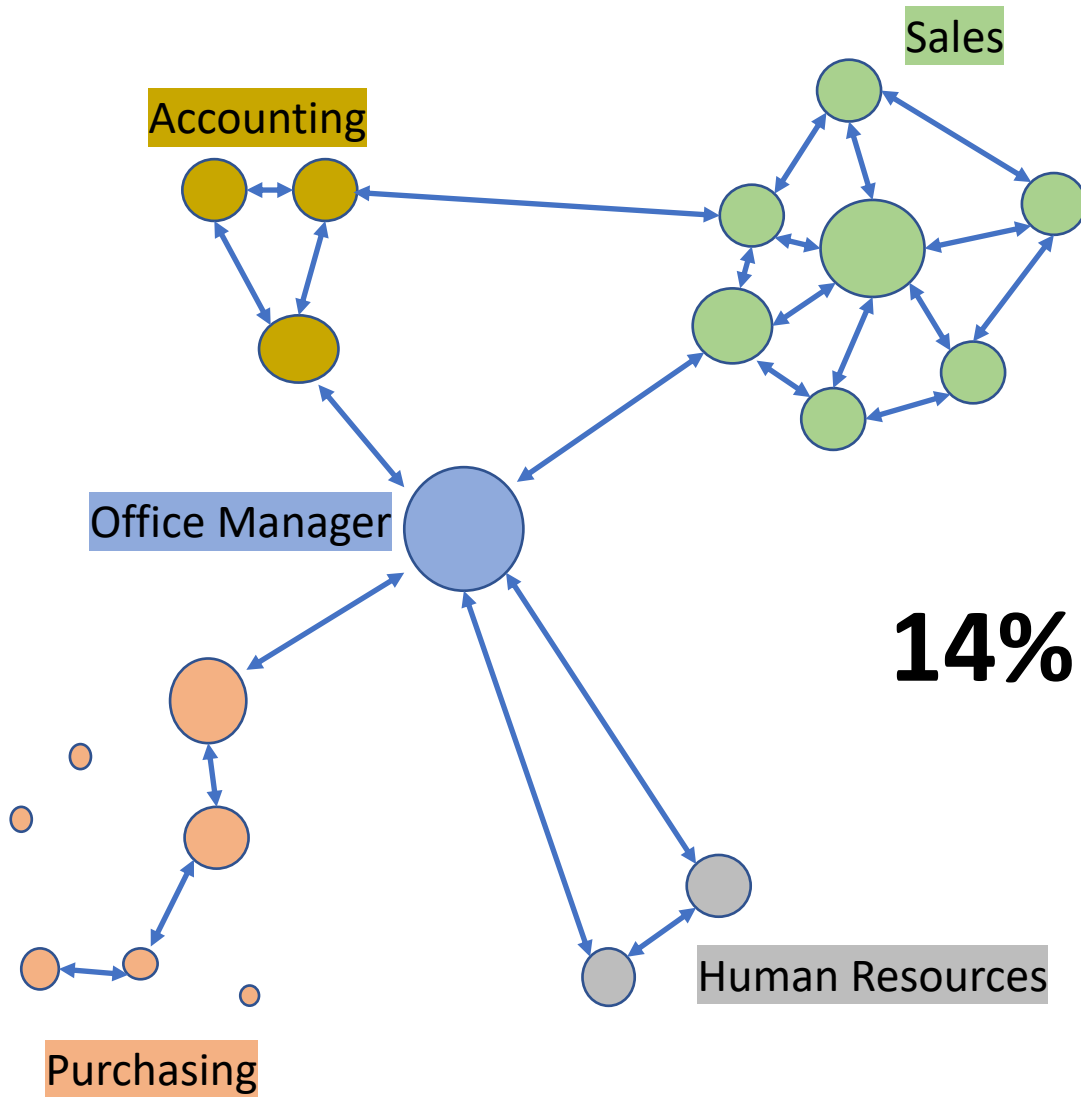 Sales
Accounting
Office Manager
14%
Human Resources
Purchasing